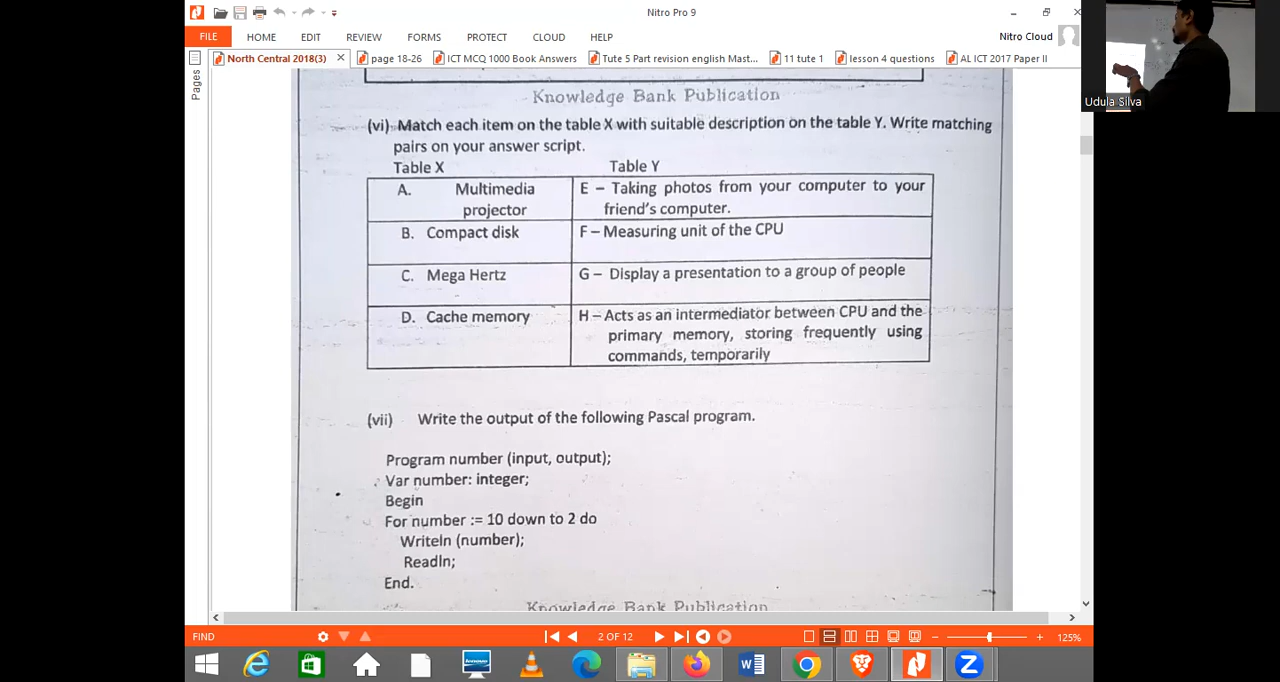 Nitro Pro 9
FILE HOME EDIT REVIEW FORMS PROTECT CLOUD HELP Nitro Cloud
North Central 2018(3) page 18-26 ICT MCQ 1000 Book Answers Tute 5 Part revision english Mast... 11 tute 1 lesson 4 questions AL ICT 2017 Paper II
Udula Silva
Pages
Knowledge Bank Publication
(vi) Match each item on the table X with suitable description on the table Y. Write matching
pairs on your answer script.
Table X Table Y
A. Multimedia
projector
E – Taking photos from your computer to your
friend's computer.
B. Compact disk
F – Measuring unit of the CPU
C. Mega Hertz
G – Display a presentation to a group of people
D. Cache memory
H – Acts as an intermediator between CPU and the
primary memory, storing frequently using
commands, temporarily
(vii) Write the output of the following Pascal program.
Program number (input, output);
Var number: integer;
Begin
For number := 10 down to 2 do
Writeln (number);
Readln;
End.
Knowledge Bank Publication
FIND 2 OF 12 125%